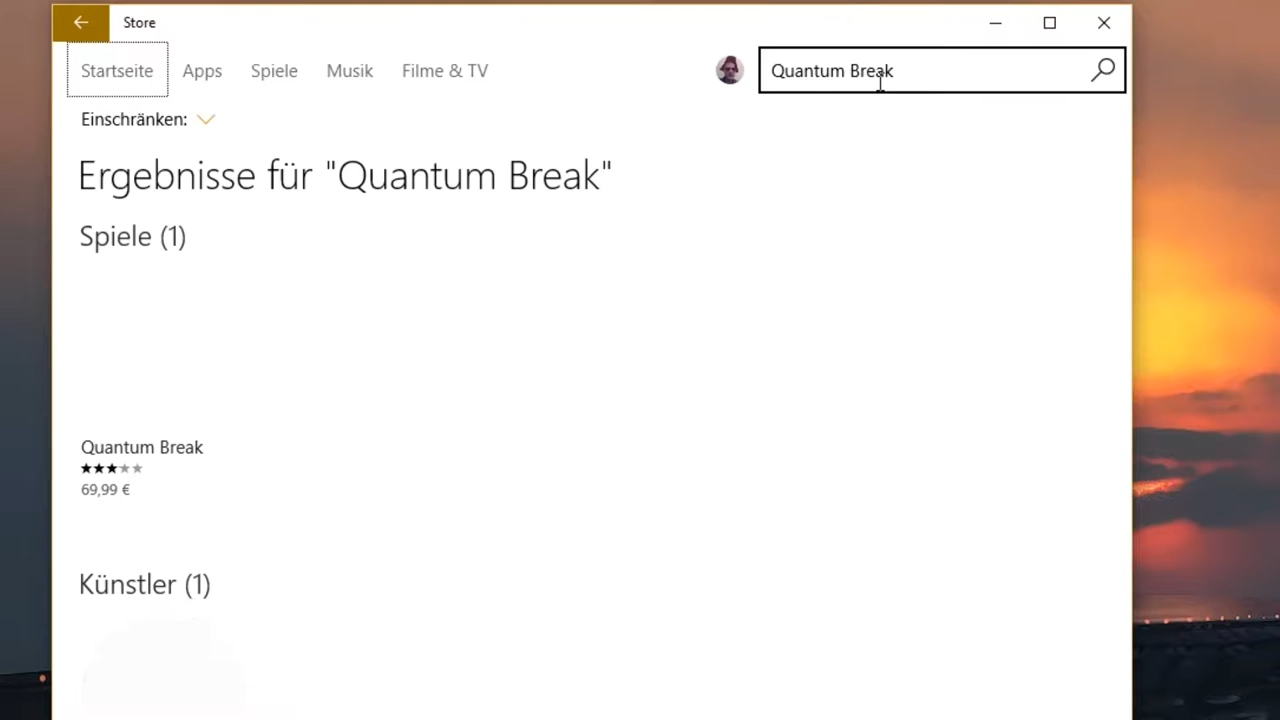 Store
Startseite Apps Spiele Musik Filme & TV
Quantum Break
Einschränken:
Ergebnisse für "Quantum Break"
Spiele (1)
Quantum Break
69,99 €
Künstler (1)